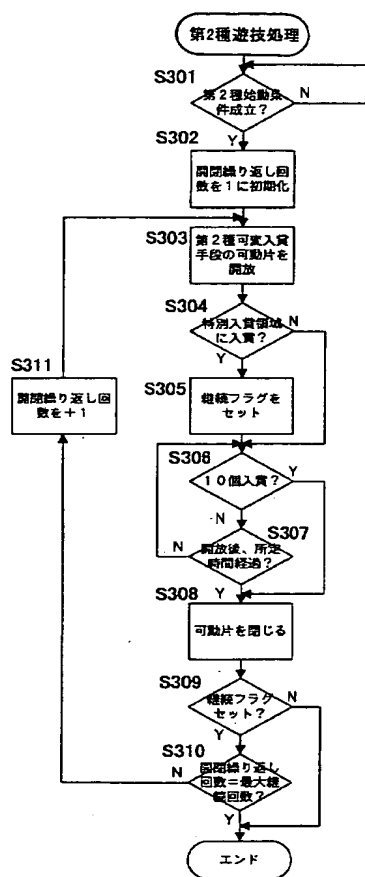 第2種遊技処理
S301
第2種始動条
件成立?
N
Y
S302
開閉繰り返し回
数を1に初期化
S303
第2種可変入賞
手段の可動片を
開放
S304
特別入賞領域
に入賞?
N
Y
S311
開閉繰り返し回
数を+1
S305
継続フラグを
セット
S306
10個入賞?
Y
N
S307
開放後、所定
時間経過?
N
Y
S308
可動片を閉じる
S309
継続フラグ
セット?
N
Y
S310
開閉繰り返し
回数=最大継
続回数?
N
Y
エンド